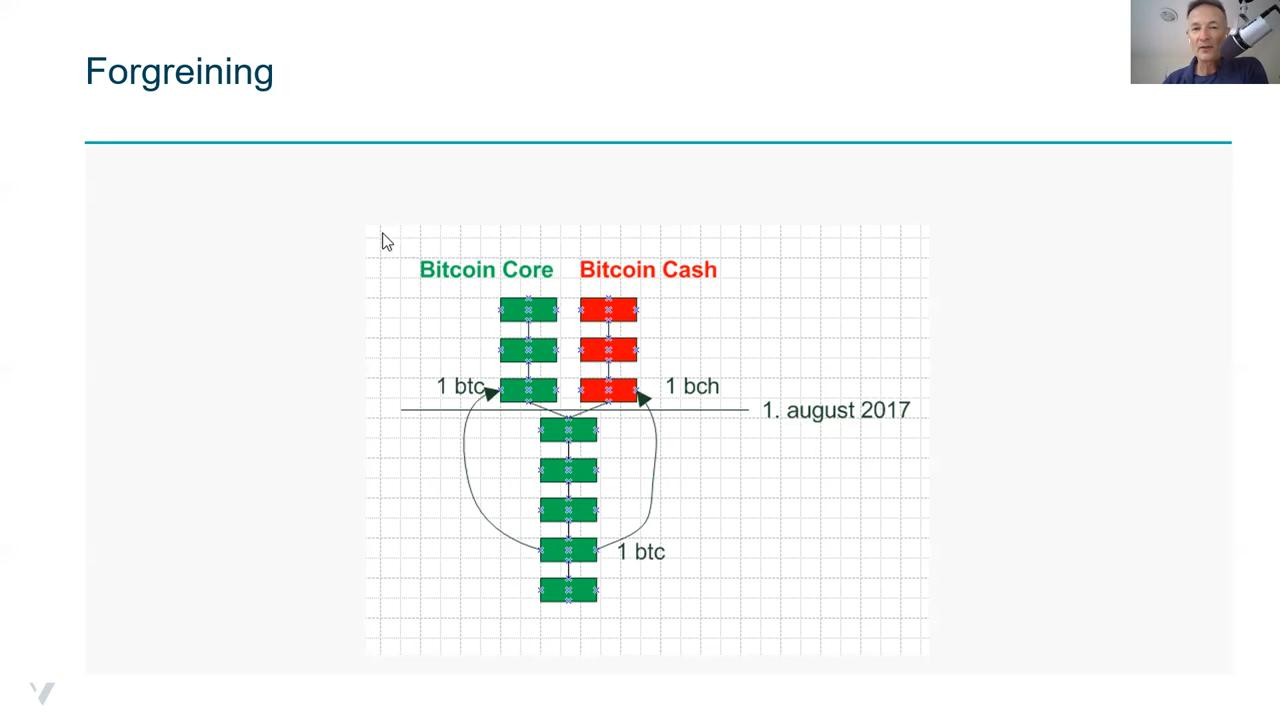 Forgreining
Bitcoin Core
Bitcoin Cash
1 btc
1 bch
1. august 2017
1 btc